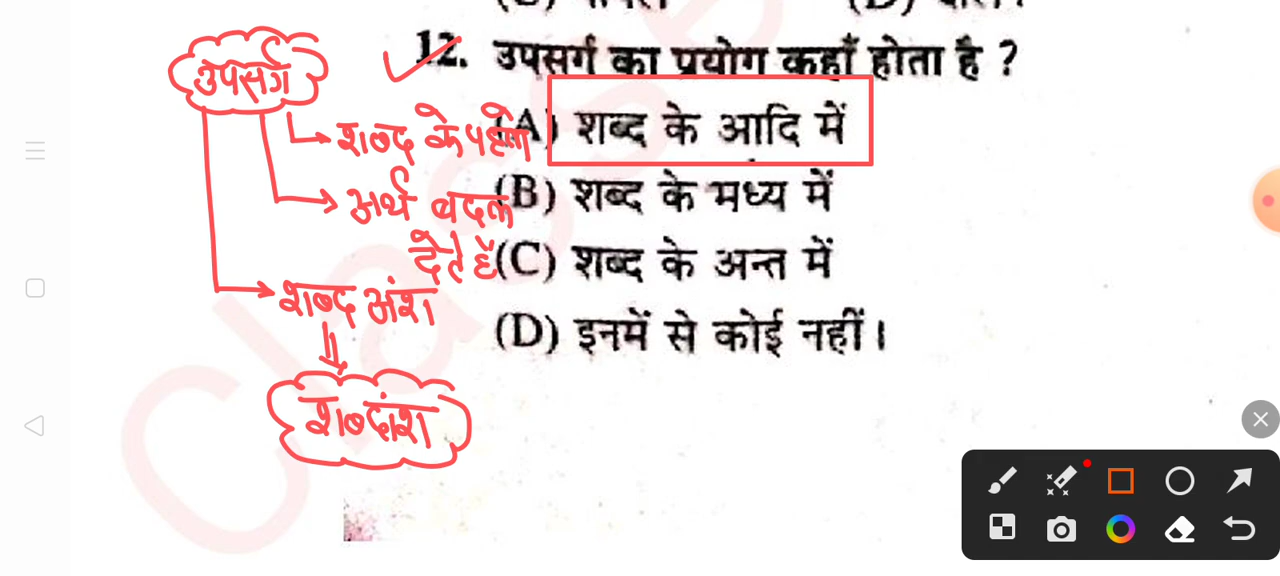 12. उपसर्ग का प्रयोग कहाँ होता है ?
(A) शब्द के आदि में
(B) शब्द के मध्य में
(C) शब्द के अन्त में
(D) इनमें से कोई नहीं।
उपसर्ग
शब्द के पहले
अर्थ बदल
देते हैं
शब्द अंश
शब्दांश
Classe